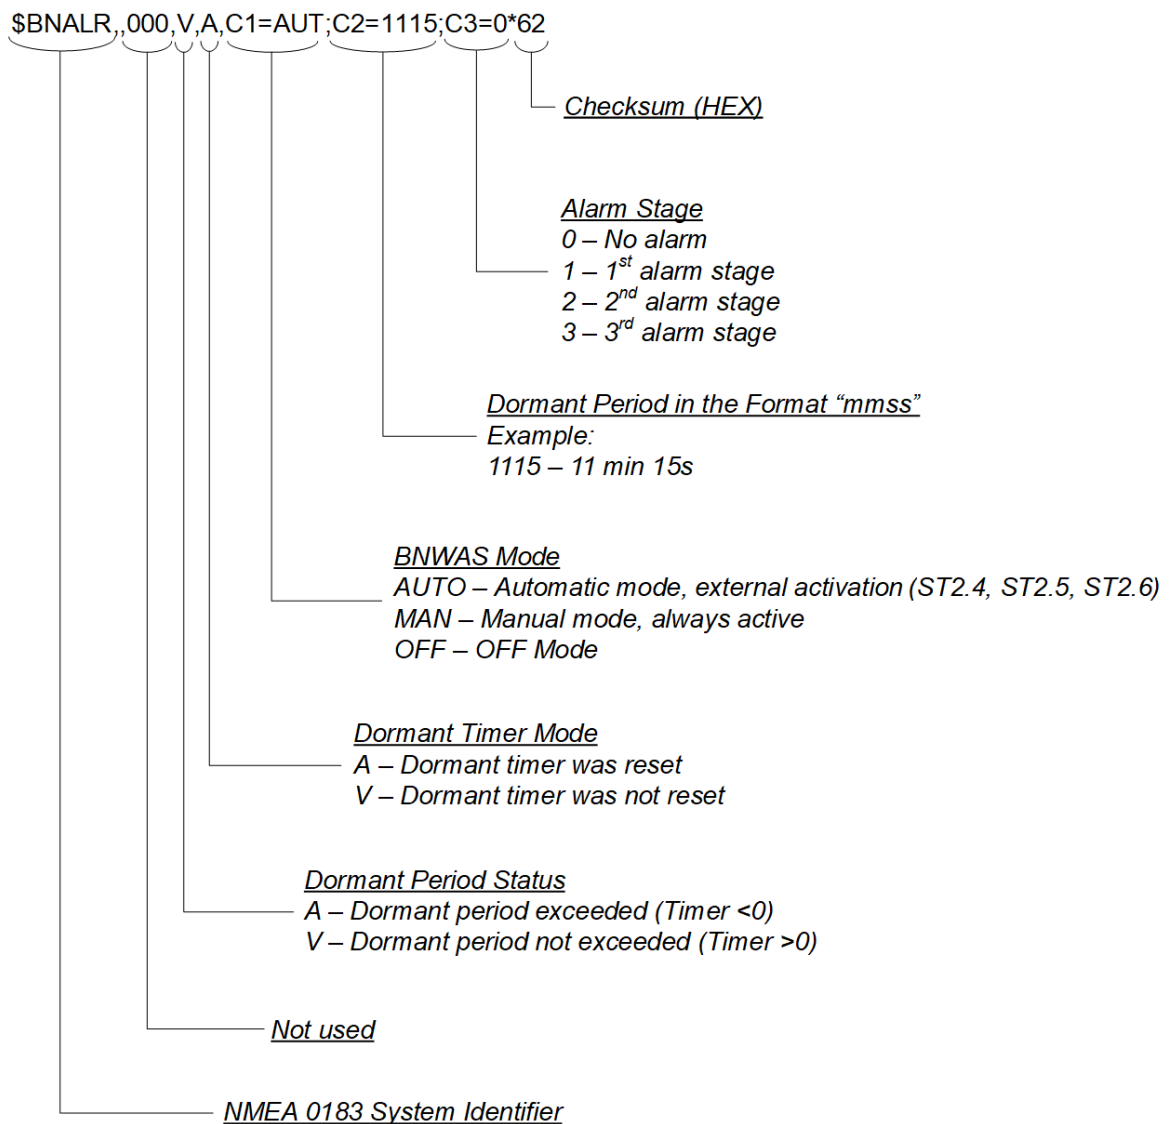 $BNALR,,000,V,A,C1=AUT;C2=1115;C3=0*62
Checksum (HEX)
Alarm Stage
0 – No alarm
1 – 1st alarm stage
2 – 2nd alarm stage
3 – 3rd alarm stage
Dormant Period in the Format “mmss”
Example:
1115 – 11 min 15s
BNWAS Mode
AUTO – Automatic mode, external activation (ST2.4, ST2.5, ST2.6)
MAN – Manual mode, always active
OFF – OFF Mode
Dormant Timer Mode
A – Dormant timer was reset
V – Dormant timer was not reset
Dormant Period Status
A – Dormant period exceeded (Timer <0)
V – Dormant period not exceeded (Timer >0)
Not used
NMEA 0183 System Identifier